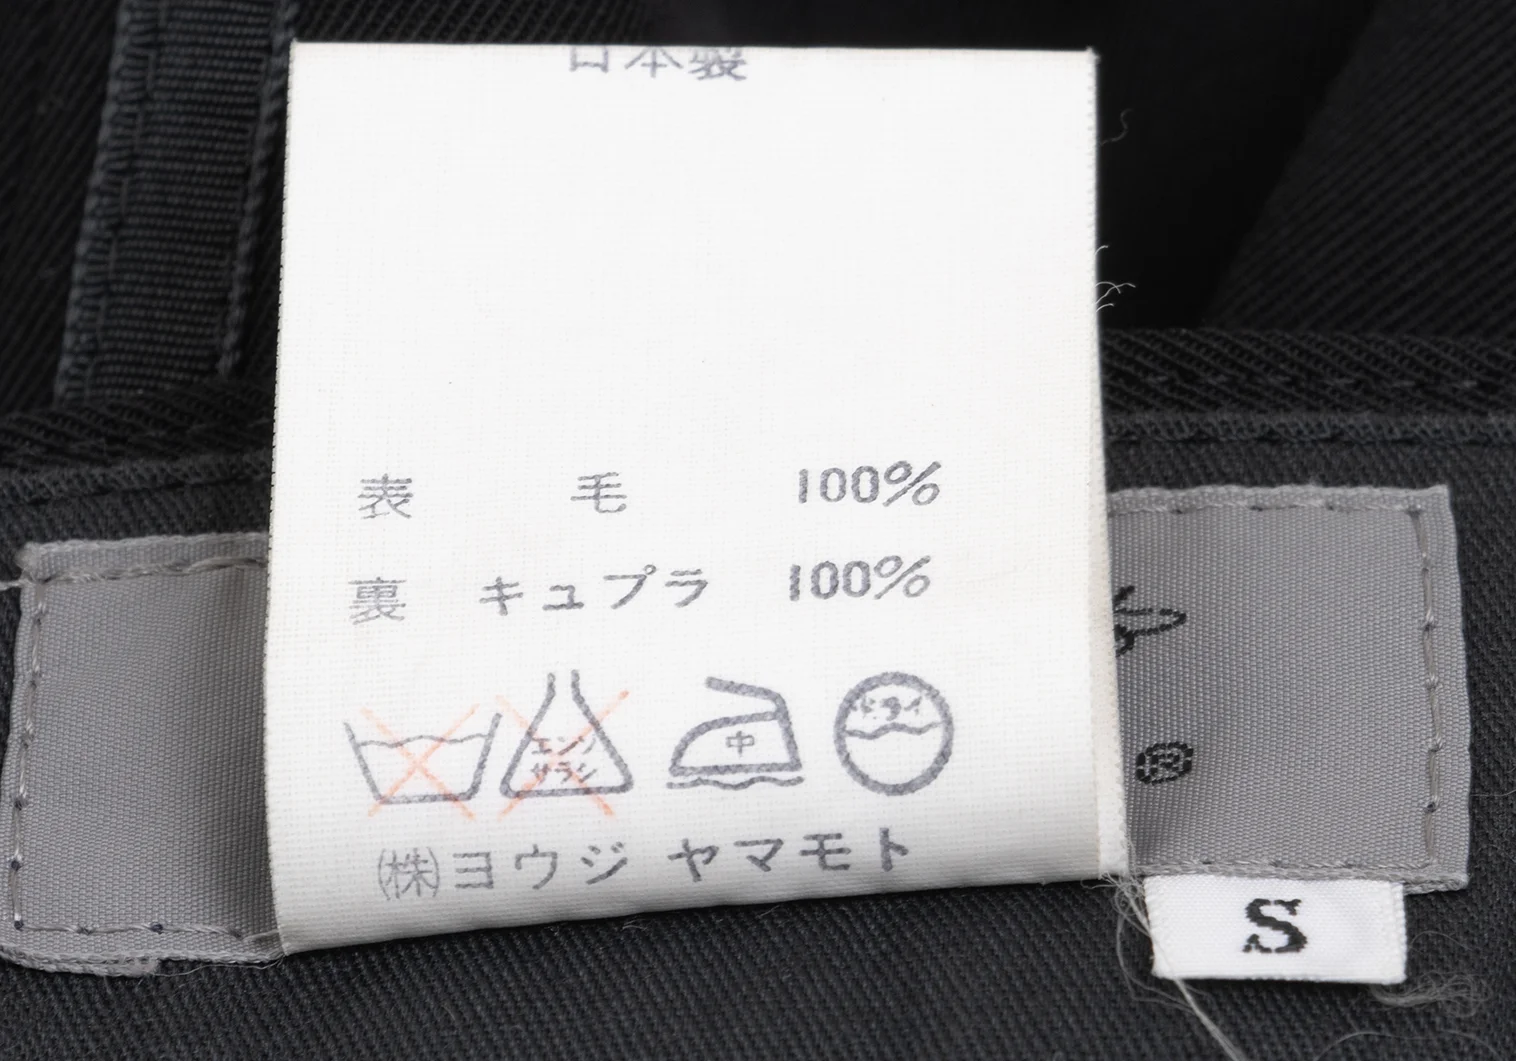 日本製
表 毛 100%
裏 キュプラ 100%
エンソ
サラシ
中
ドライ
㈱ヨウジ ヤマモト
®
S